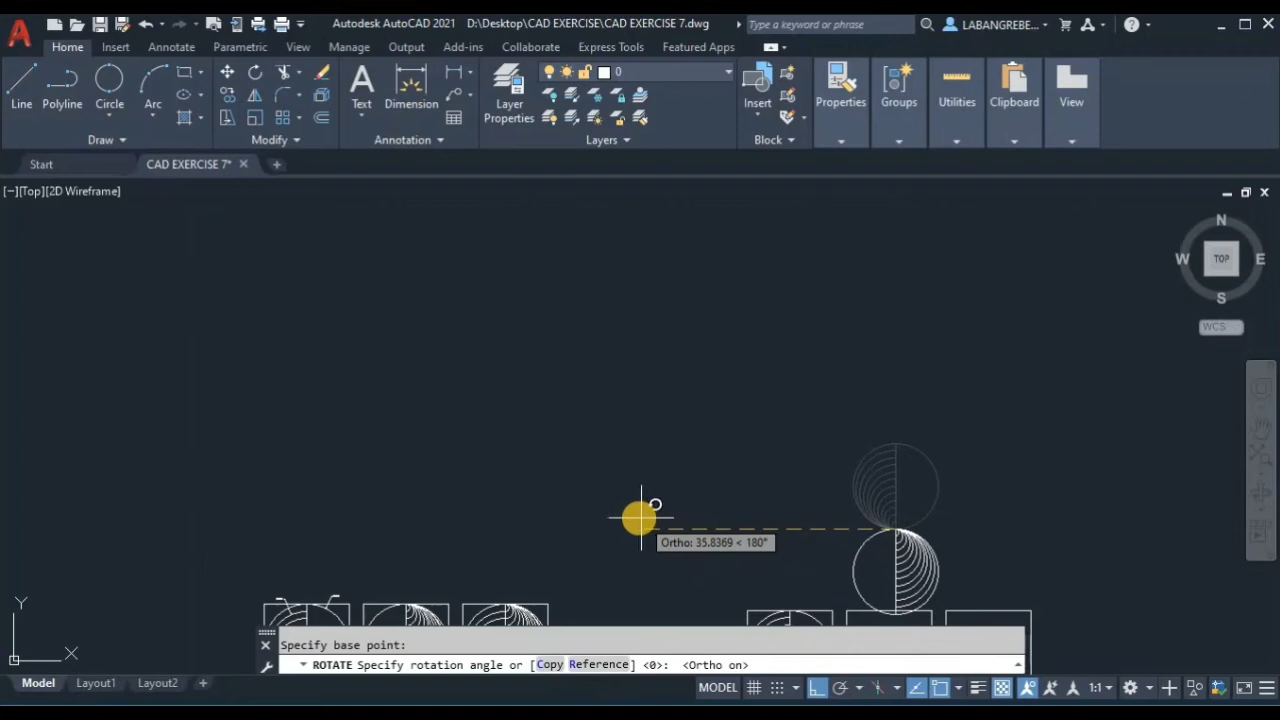 Autodesk AutoCAD 2021 D:\Desktop\CAD EXERCISE\CAD EXERCISE 7.dwg Type a keyword or phrase LABANGREBE...
Home Insert Annotate Parametric View Manage Output Add-ins Collaborate Express Tools Featured Apps
Line Polyline Circle Arc Text Dimension Layer Properties 0 Insert Properties Groups Utilities Clipboard View
Draw Modify Annotation Layers Block
Start CAD EXERCISE 7*
[−][Top][2D Wireframe]
N
W TOP E
S
WCS
Ortho: 35.8369 < 180°
Y
X
Specify base point:
ROTATE Specify rotation angle or [Copy Reference] <0>: <Ortho on>
Model Layout1 Layout2 MODEL 1:1